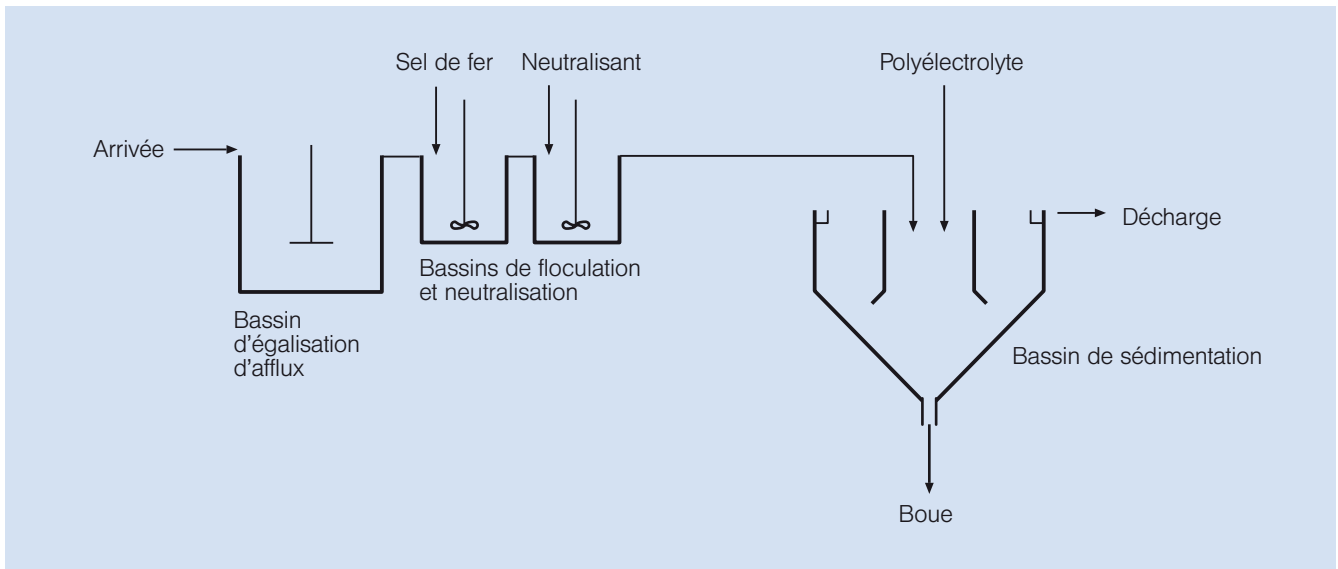 Sel de fer
Neutralisant
Polyélectrolyte
Arrivée
Décharge
Bassins de floculation
et neutralisation
Bassin
d'égalisation
d'afflux
Bassin de sédimentation
Boue